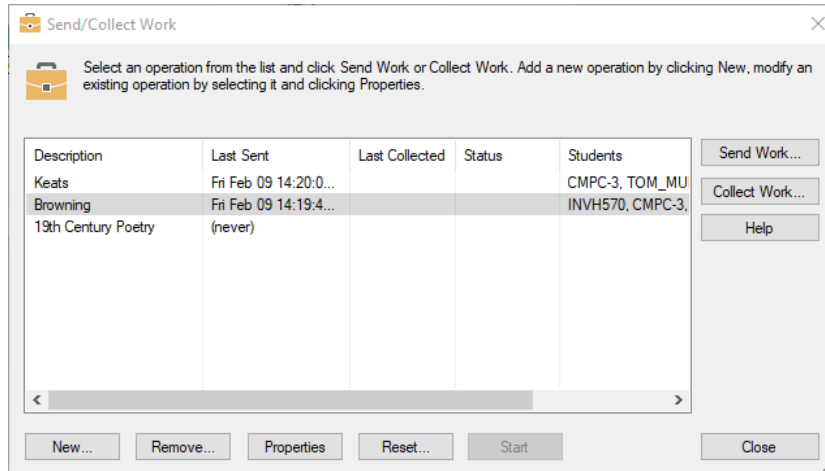 Send/Collect Work
Select an operation from the list and click Send Work or Collect Work. Add a new operation by clicking New, modify an
existing operation by selecting it and clicking Properties.
Description Last Sent Last Collected Status Students
Keats Fri Feb 09 14:20:0... CMPC-3, TOM_MU
Browning Fri Feb 09 14:19:4... INVH570, CMPC-3,
19th Century Poetry (never)
Send Work...
Collect Work...
Help
New... Remove... Properties Reset... Start Close